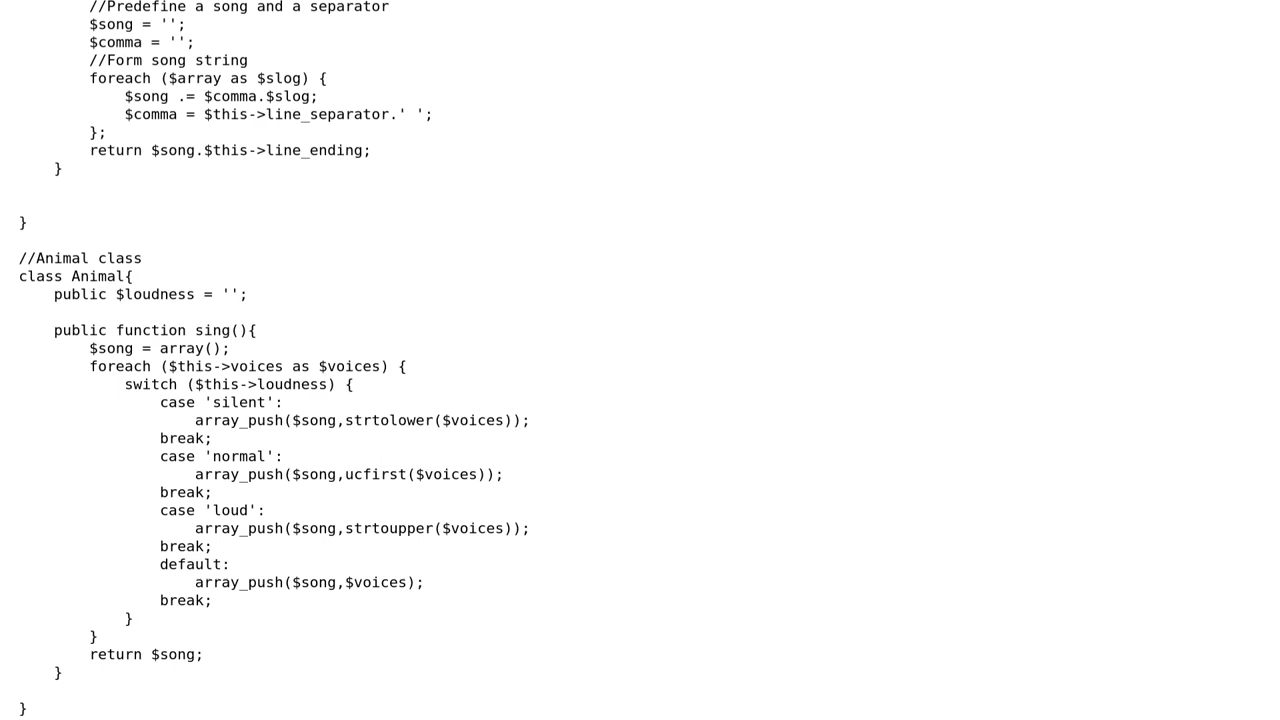 //Predefine a song and a separator
        $song = '';
        $comma = '';
        //Form song string
        foreach ($array as $slog) {
            $song .= $comma.$slog;
            $comma = $this->line_separator.' ';
        };
        return $song.$this->line_ending;
    }


}

//Animal class
class Animal{
    public $loudness = '';

    public function sing(){
        $song = array();
        foreach ($this->voices as $voices) {
            switch ($this->loudness) {
                case 'silent':
                    array_push($song,strtolower($voices));
                break;
                case 'normal':
                    array_push($song,ucfirst($voices));
                break;
                case 'loud':
                    array_push($song,strtoupper($voices));
                break;
                default:
                    array_push($song,$voices);
                break;
            }
        }
        return $song;
    }

}